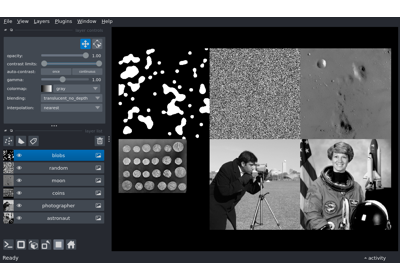 File View Layers Plugins Window Help
opacity: 1.00
contrast limits:
auto-contrast: once continuous
gamma: 1.00
colormap: gray
blending: translucent_no_depth
interpolation: nearest
blobs
random
moon
coins
photographer
astronaut
Ready
activity